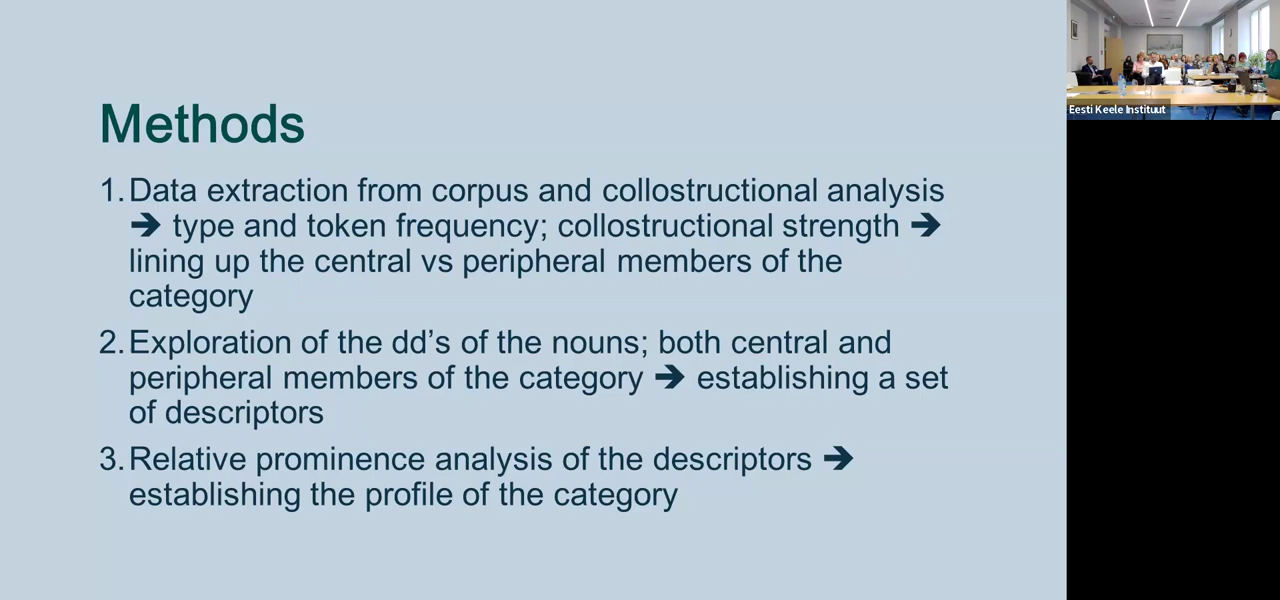 Methods
1. Data extraction from corpus and collostructional analysis
➔ type and token frequency; collostructional strength ➔
lining up the central vs peripheral members of the
category
2. Exploration of the dd’s of the nouns; both central and
peripheral members of the category ➔ establishing a set
of descriptors
3. Relative prominence analysis of the descriptors ➔
establishing the profile of the category
Eesti Keele Instituut